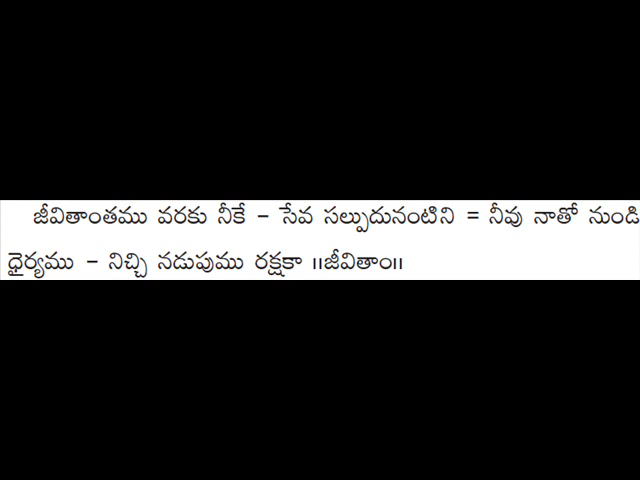 జీవితాంతము వరకు నీకే – సేవ సల్పుదునంటిని = నీవు నాతో నుండి
ధైర్యము – నిచ్చి నడుపుము రక్షకా ॥జీవితాం॥